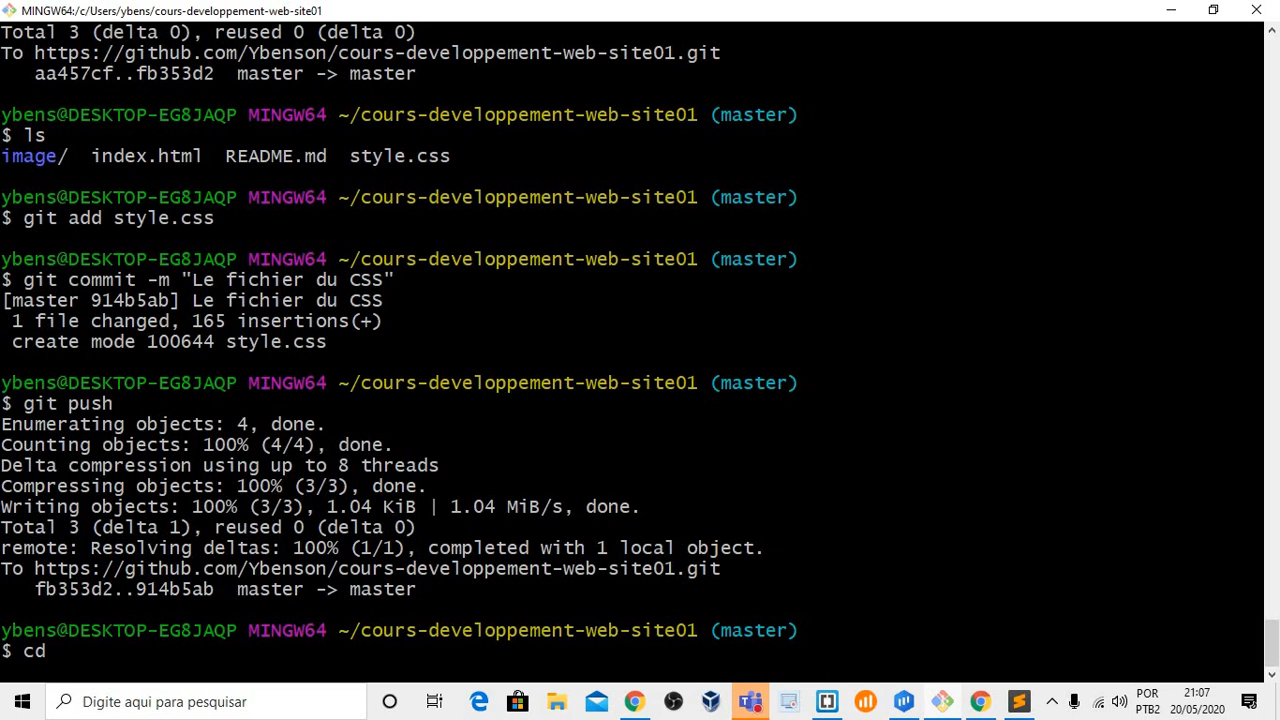 MINGW64:/c/Users/ybens/cours-developpement-web-site01
Total 3 (delta 0), reused 0 (delta 0)
To https://github.com/Ybenson/cours-developpement-web-site01.git
   aa457cf..fb353d2  master -> master
ybens@DESKTOP-EG8JAQP MINGW64 ~/cours-developpement-web-site01 (master)
$ ls
image/  index.html  README.md  style.css
ybens@DESKTOP-EG8JAQP MINGW64 ~/cours-developpement-web-site01 (master)
$ git add style.css
ybens@DESKTOP-EG8JAQP MINGW64 ~/cours-developpement-web-site01 (master)
$ git commit -m "Le fichier du CSS"
[master 914b5ab] Le fichier du CSS
 1 file changed, 165 insertions(+)
 create mode 100644 style.css
ybens@DESKTOP-EG8JAQP MINGW64 ~/cours-developpement-web-site01 (master)
$ git push
Enumerating objects: 4, done.
Counting objects: 100% (4/4), done.
Delta compression using up to 8 threads
Compressing objects: 100% (3/3), done.
Writing objects: 100% (3/3), 1.04 KiB | 1.04 MiB/s, done.
Total 3 (delta 1), reused 0 (delta 0)
remote: Resolving deltas: 100% (1/1), completed with 1 local object.
To https://github.com/Ybenson/cours-developpement-web-site01.git
   fb353d2..914b5ab  master -> master
ybens@DESKTOP-EG8JAQP MINGW64 ~/cours-developpement-web-site01 (master)
$ cd
Digite aqui para pesquisar
POR
PTB2
21:07
20/05/2020